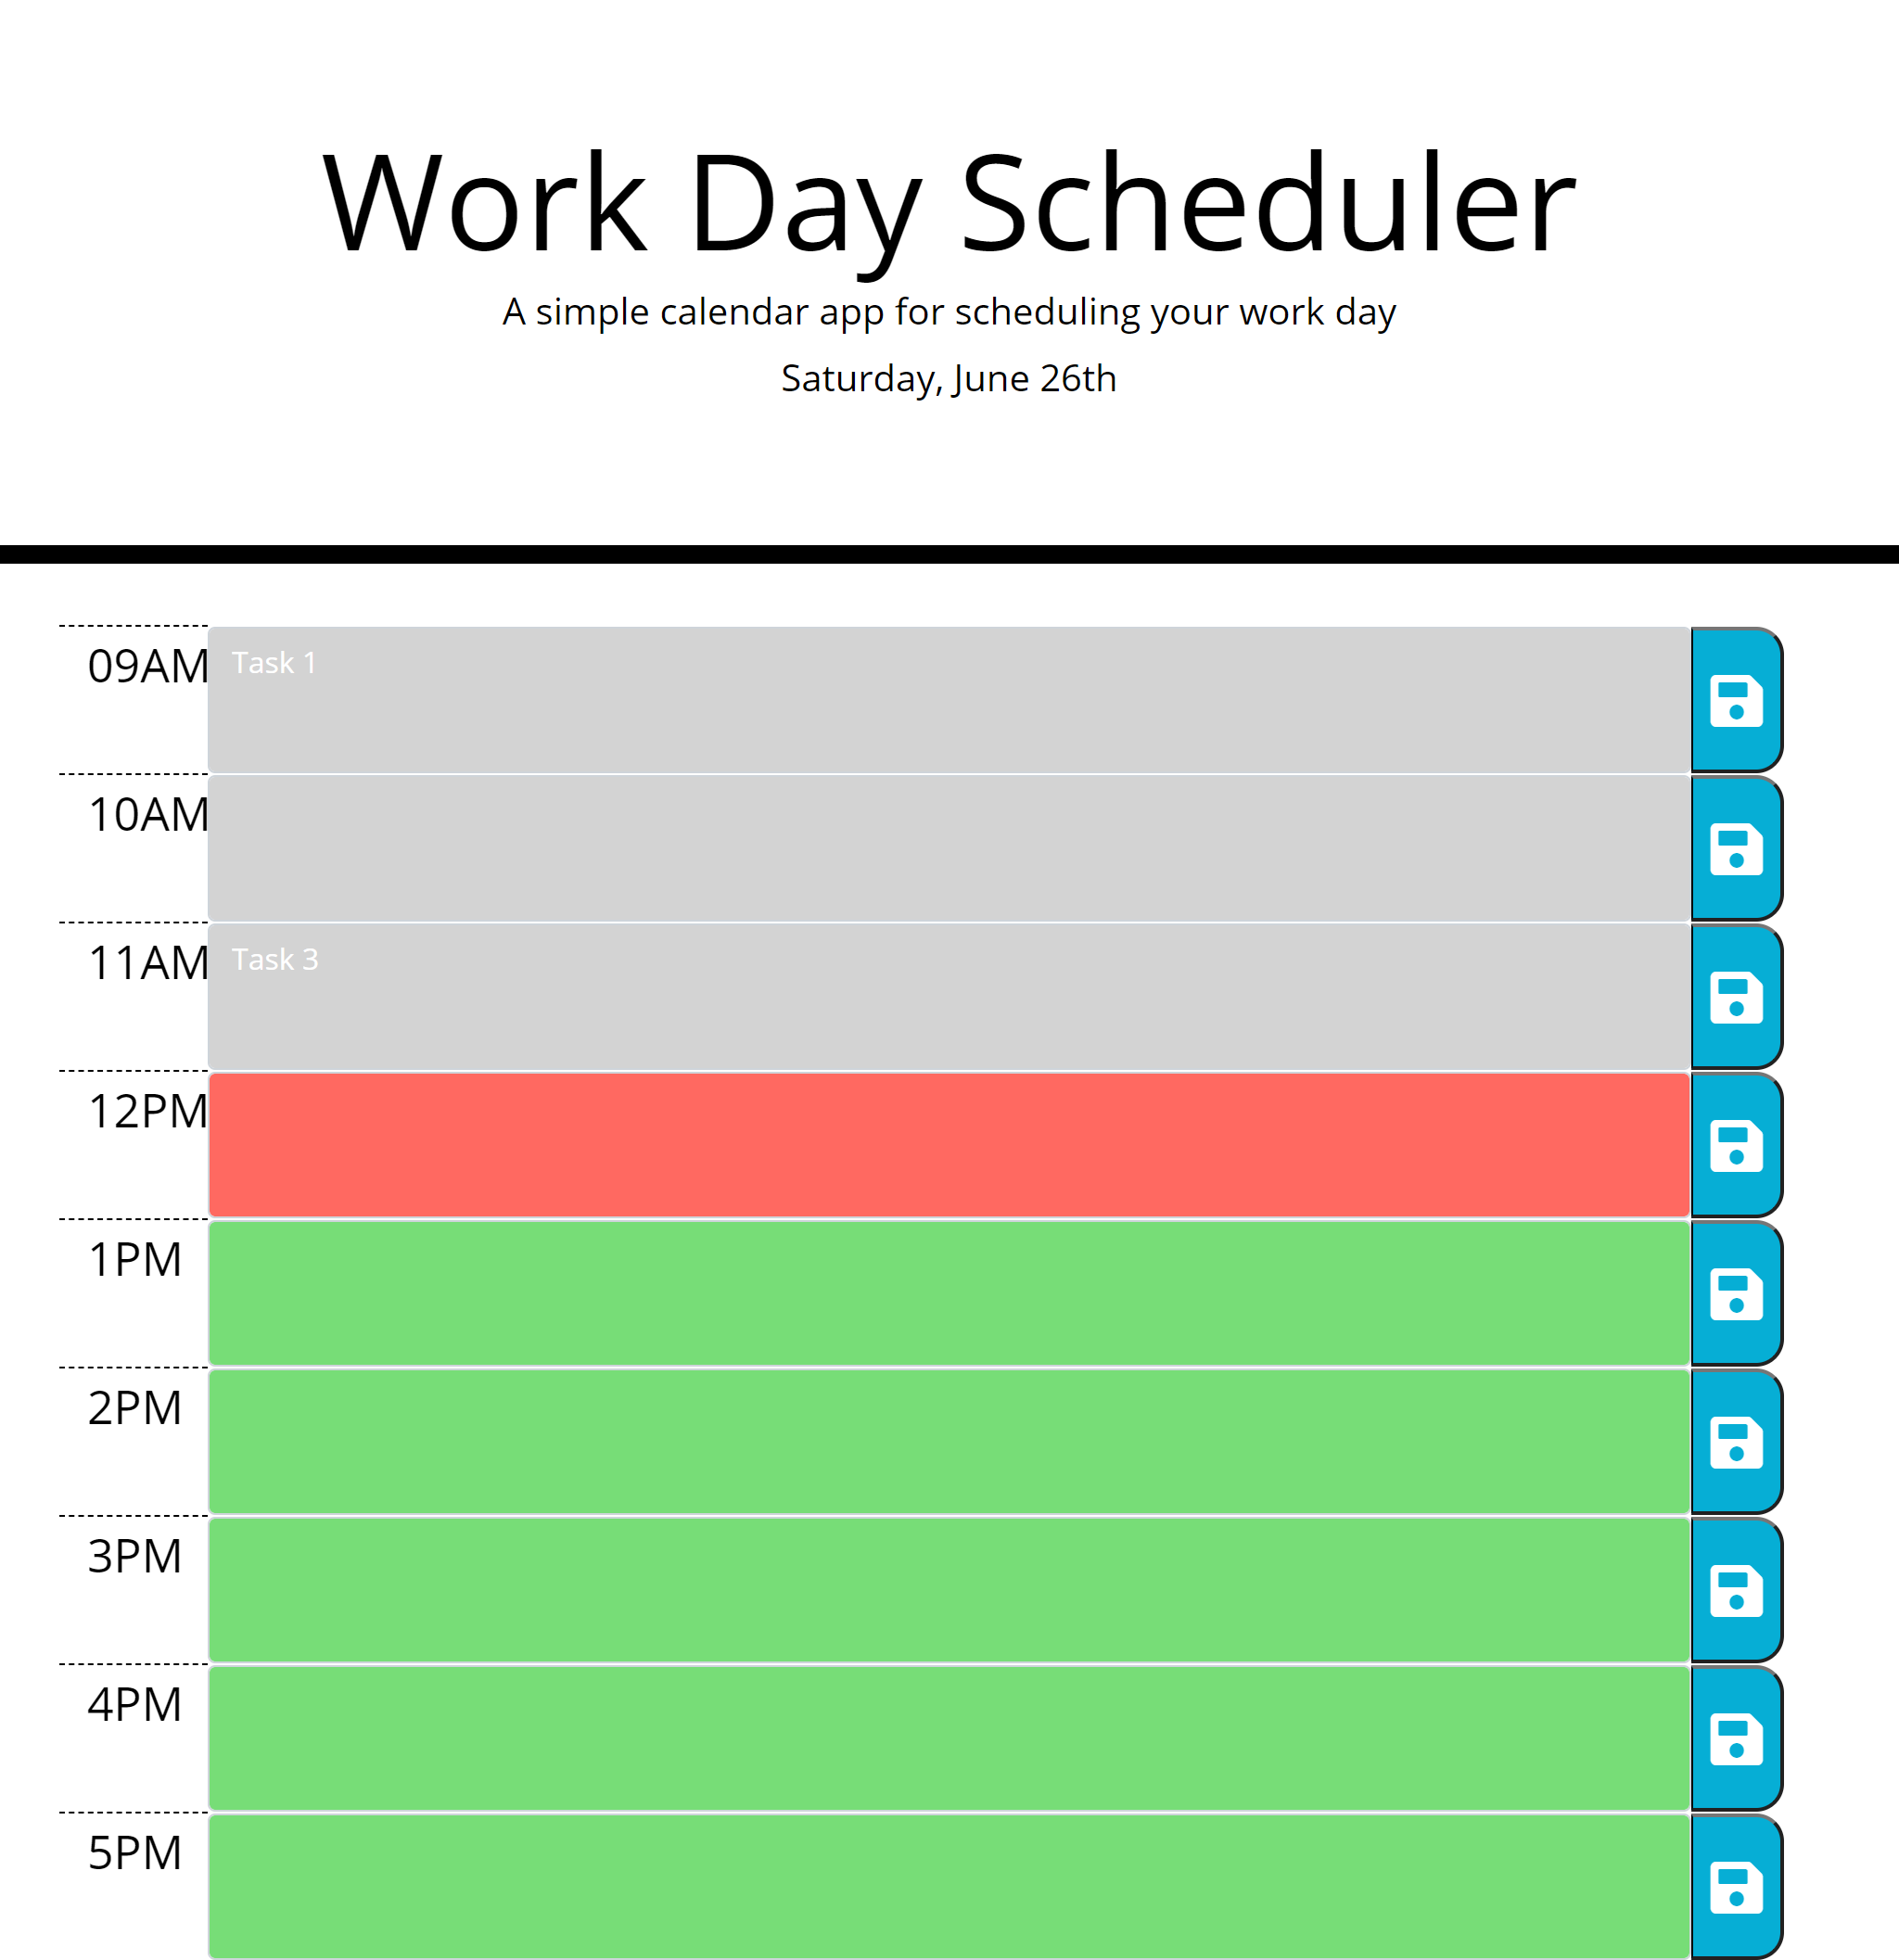 Work Day Scheduler
A simple calendar app for scheduling your work day
Saturday, June 26th
09AM Task 1
10AM
11AM Task 3
12PM
1PM
2PM
3PM
4PM
5PM